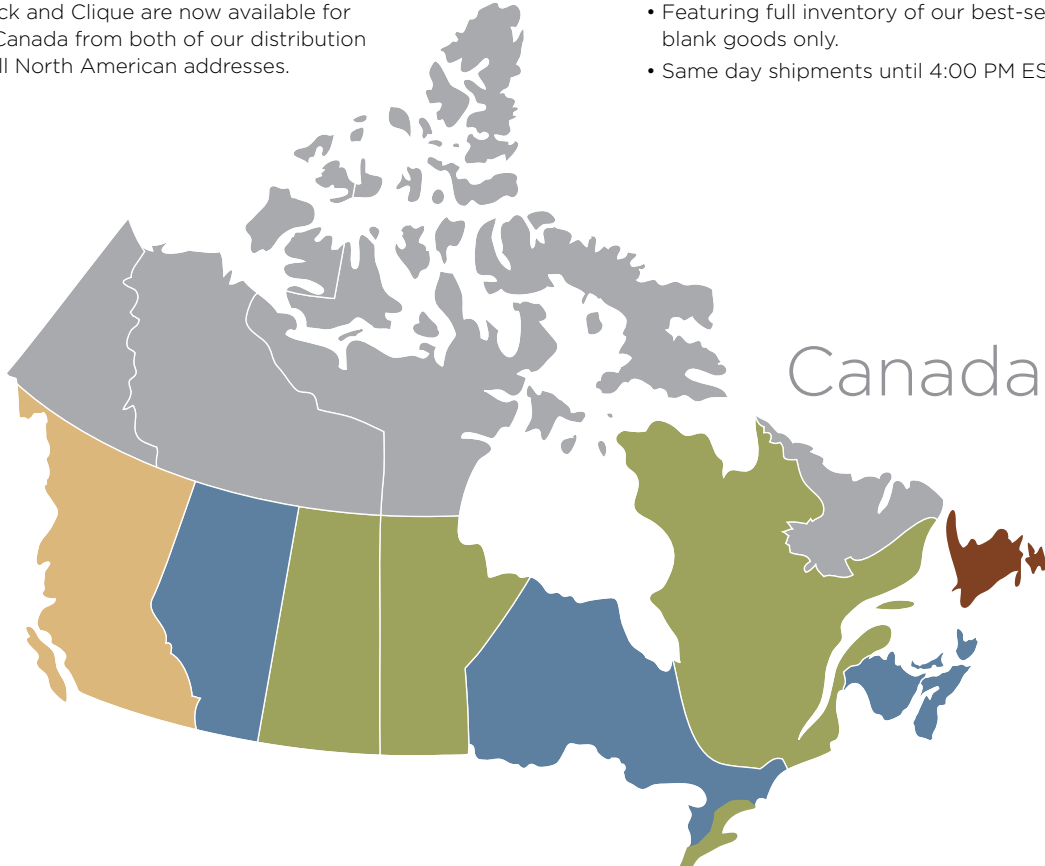 ck and Clique are now available for
Canada from both of our distribution
ll North American addresses.
• Featuring full inventory of our best-se
blank goods only.
• Same day shipments until 4:00 PM ES
Canada